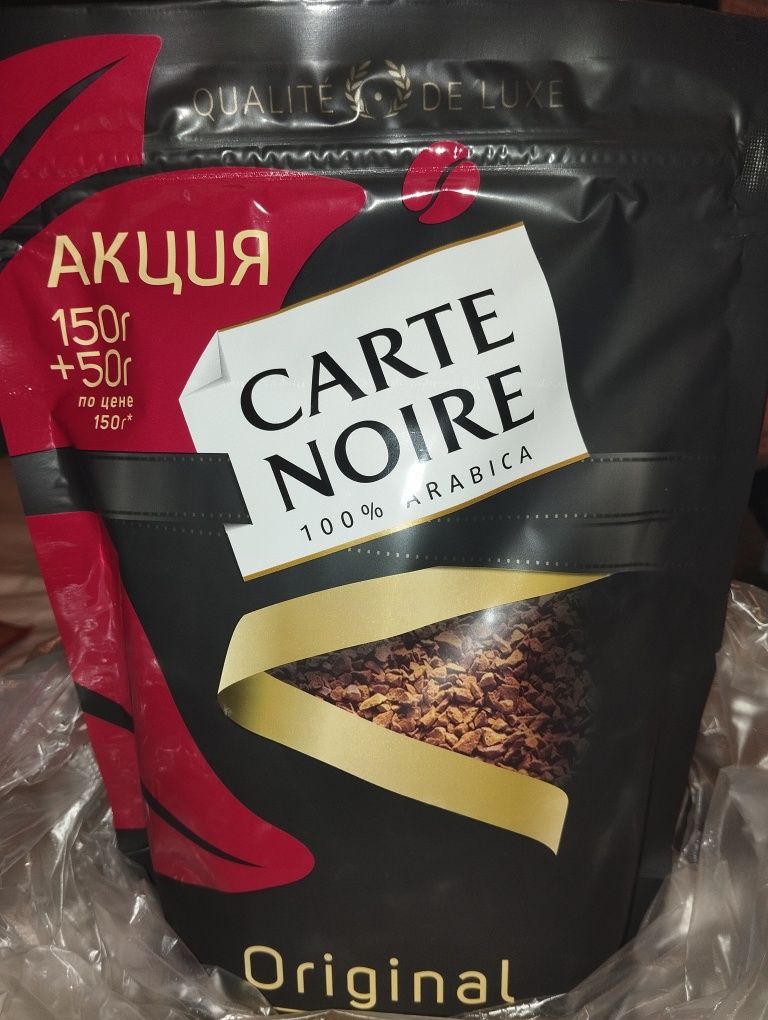 QUALITÉ DE LUXE
АКЦИЯ
150г
+50г
по цене
150г*
CARTE
NOIRE
100% ARABICA
Original